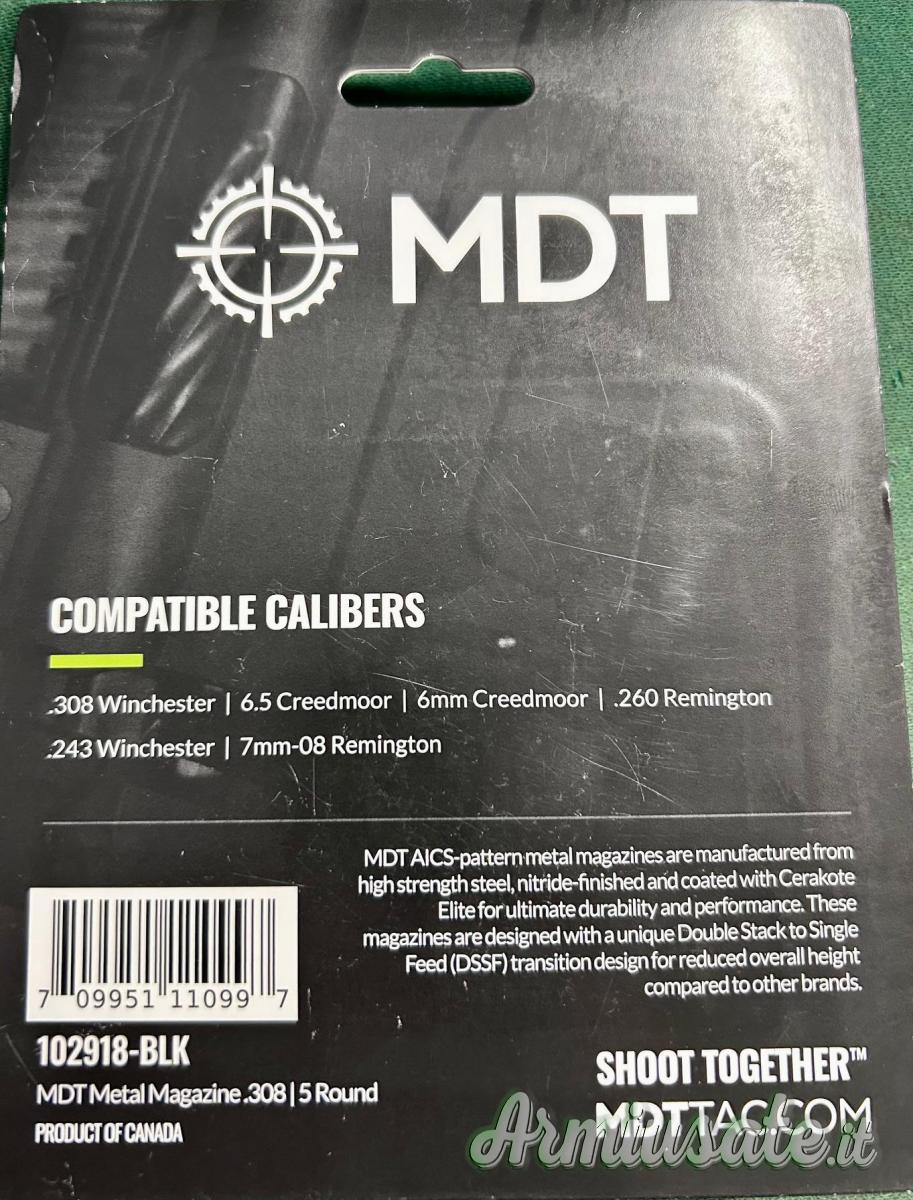 MDT
COMPATIBLE CALIBERS
.308 Winchester | 6.5 Creedmoor | 6mm Creedmoor | .260 Remington
.243 Winchester | 7mm-08 Remington
MDT AICS-pattern metal magazines are manufactured from
high strength steel, nitride-finished and coated with Cerakote
Elite for ultimate durability and performance. These
magazines are designed with a unique Double Stack to Single
Feed (DSSF) transition design for reduced overall height
compared to other brands.
7 09951 11099 7
102918-BLK
MDT Metal Magazine .308 | 5 Round
PRODUCT OF CANADA
SHOOT TOGETHER™
MDTTAC.COM
Armiusate.it